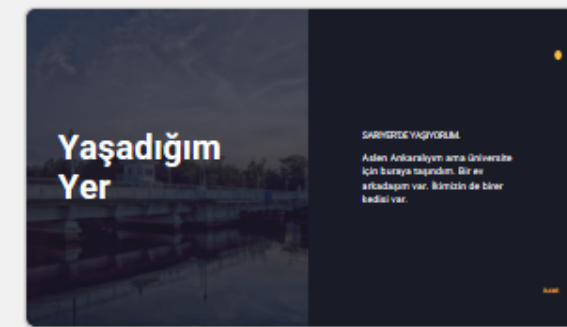 Yaşadığım
Yer
SARIYER'DE YAŞIYORUM.
Aslen Ankaralıyım ama üniversite
için buraya taşındım. Bir ev
arkadaşım var. İkimizin de birer
kedisi var.